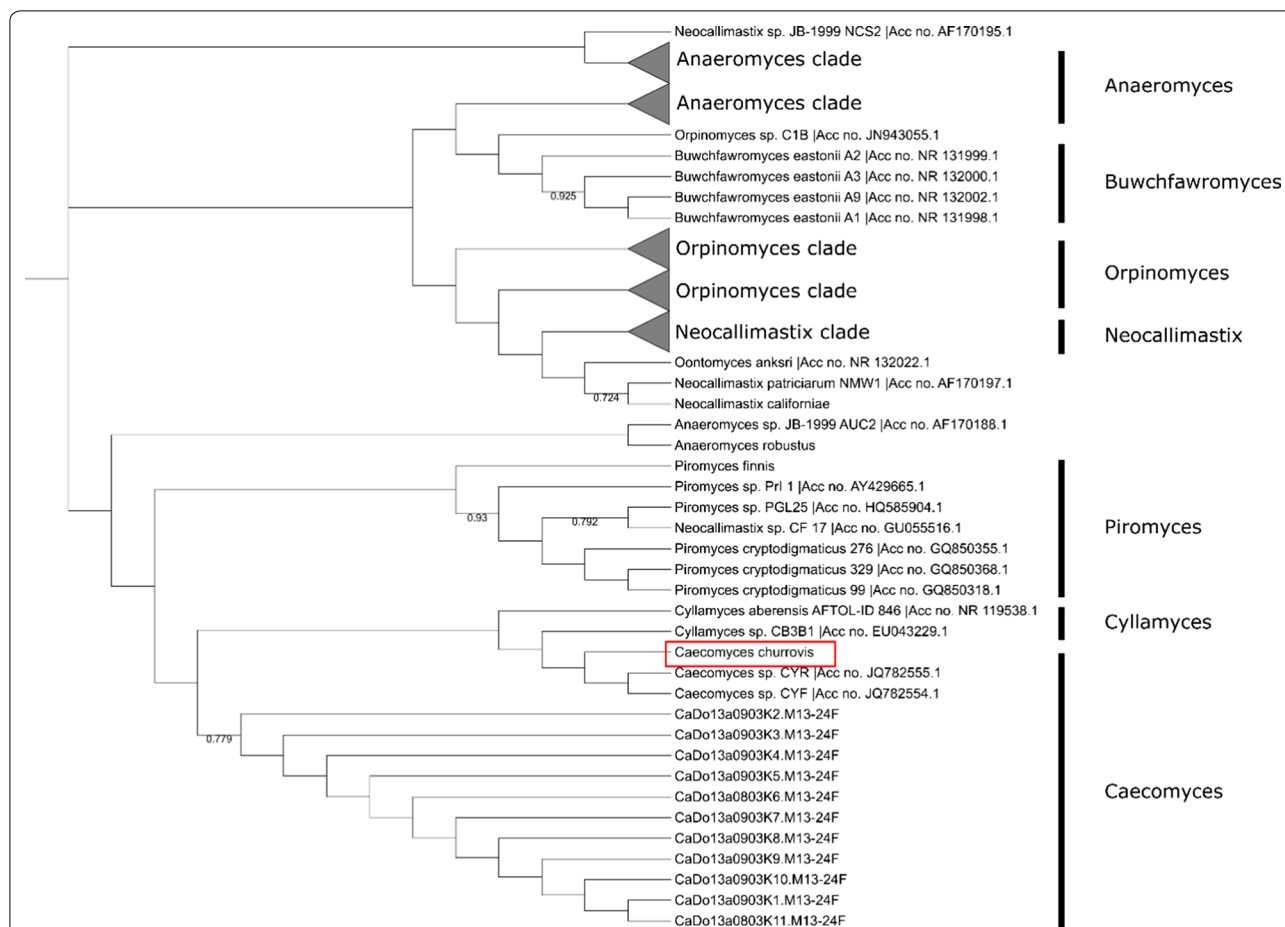 Neocallimastix sp. JB-1999 NCS2 |Acc no. AF170195.1
Anaeromyces clade
Anaeromyces
Anaeromyces clade
Orpinomyces sp. C1B |Acc no. JN943055.1
Buwchfawromyces eastonii A2 |Acc no. NR 131999.1
Buwchfawromyces eastonii A3 |Acc no. NR 132000.1
Buwchfawromyces
0.925
Buwchfawromyces eastonii A9 |Acc no. NR 132002.1
Buwchfawromyces eastonii A1 |Acc no. NR 131998.1
Orpinomyces clade
Orpinomyces
Orpinomyces clade
Neocallimastix clade
Neocallimastix
Oontomyces anksri |Acc no. NR 132022.1
Neocallimastix patriciarum NMW1 |Acc no. AF170197.1
0.724
Neocallimastix californiae
Anaeromyces sp. JB-1999 AUC2 |Acc no. AF170188.1
Anaeromyces robustus
Piromyces finnis
Piromyces sp. PrI 1 |Acc no. AY429665.1
Piromyces sp. PGL25 |Acc no. HQ585904.1
0.93
0.792
Neocallimastix sp. CF 17 |Acc no. GU055516.1
Piromyces
Piromyces cryptodigmaticus 276 |Acc no. GQ850355.1
Piromyces cryptodigmaticus 329 |Acc no. GQ850368.1
Piromyces cryptodigmaticus 99 |Acc no. GQ850318.1
Cyllamyces aberensis AFTOL-ID 846 |Acc no. NR 119538.1
Cyllamyces
Cyllamyces sp. CB3B1 |Acc no. EU043229.1
Caecomyces churrovis
Caecomyces sp. CYR |Acc no. JQ782555.1
Caecomyces sp. CYF |Acc no. JQ782554.1
CaDo13a0903K2.M13-24F
0.779
CaDo13a0903K3.M13-24F
CaDo13a0903K4.M13-24F
CaDo13a0903K5.M13-24F
Caecomyces
CaDo13a0803K6.M13-24F
CaDo13a0903K7.M13-24F
CaDo13a0903K8.M13-24F
CaDo13a0903K9.M13-24F
CaDo13a0903K10.M13-24F
CaDo13a0903K1.M13-24F
CaDo13a0803K11.M13-24F